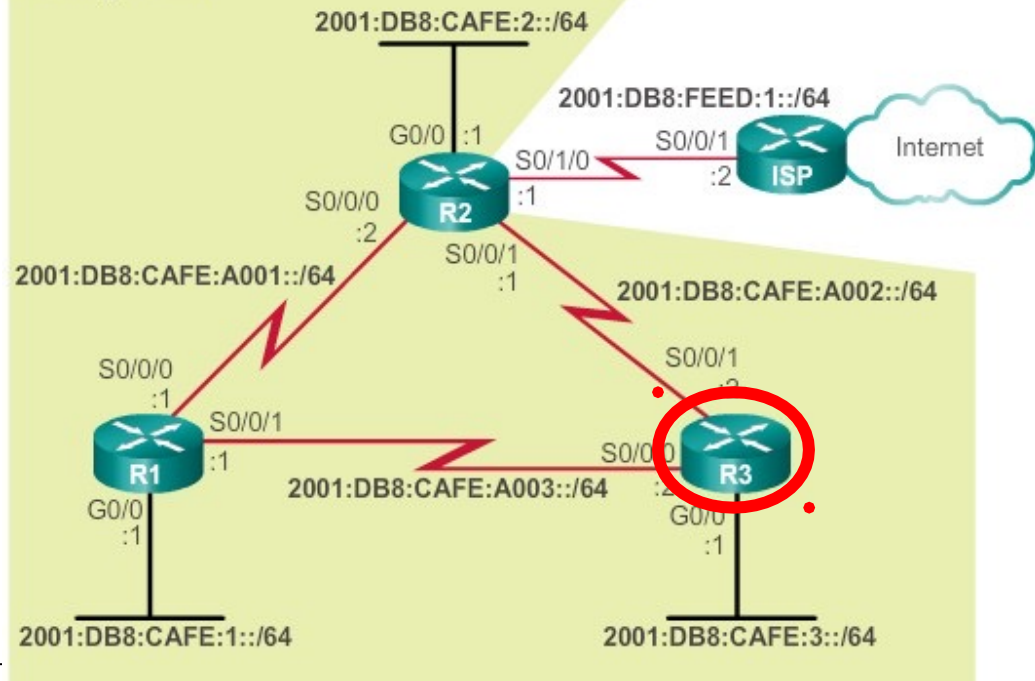 2001:DB8:CAFE:2::/64
2001:DB8:FEED:1::/64
G0/0 :1
S0/0/1
Internet
S0/1/0
:2
ISP
:1
S0/0/0
R2
:2
S0/0/1
:1
2001:DB8:CAFE:A001::/64
2001:DB8:CAFE:A002::/64
S0/0/0
:1
S0/0/1
S0/0/1
:1
R1
S0/0/0
R3
2001:DB8:CAFE:A003::/64
G0/0
:1
G0/0
:1
2001:DB8:CAFE:1::/64
2001:DB8:CAFE:3::/64